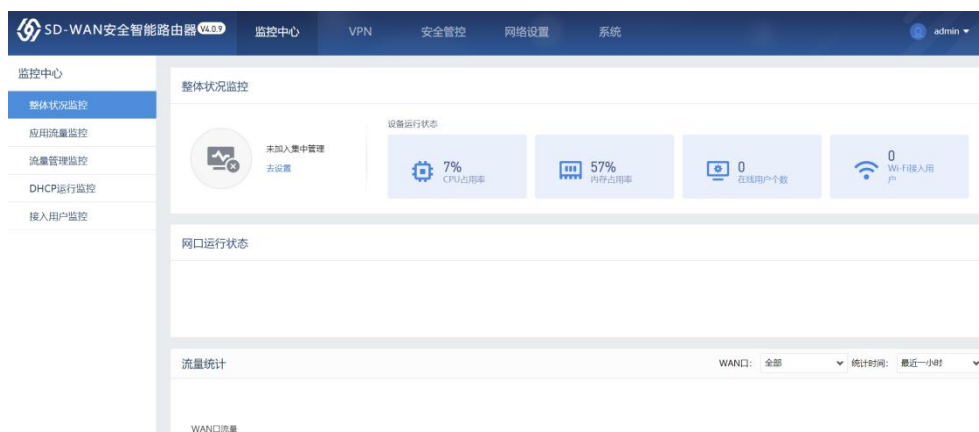 SD-WAN安全智能路由器 V4.0.9 监控中心 VPN 安全管控 网络设置 系统 admin
监控中心
整体状况监控
应用流量监控
流量管理监控
DHCP运行监控
接入用户监控
整体状况监控
未加入集中管理
去设置
设备运行状态
7%
CPU占用率
57%
内存占用率
0
在线用户个数
0
Wi-Fi接入用
户
网口运行状态
流量统计
WAN口: 全部 统计时间: 最近一小时
WAN口流量